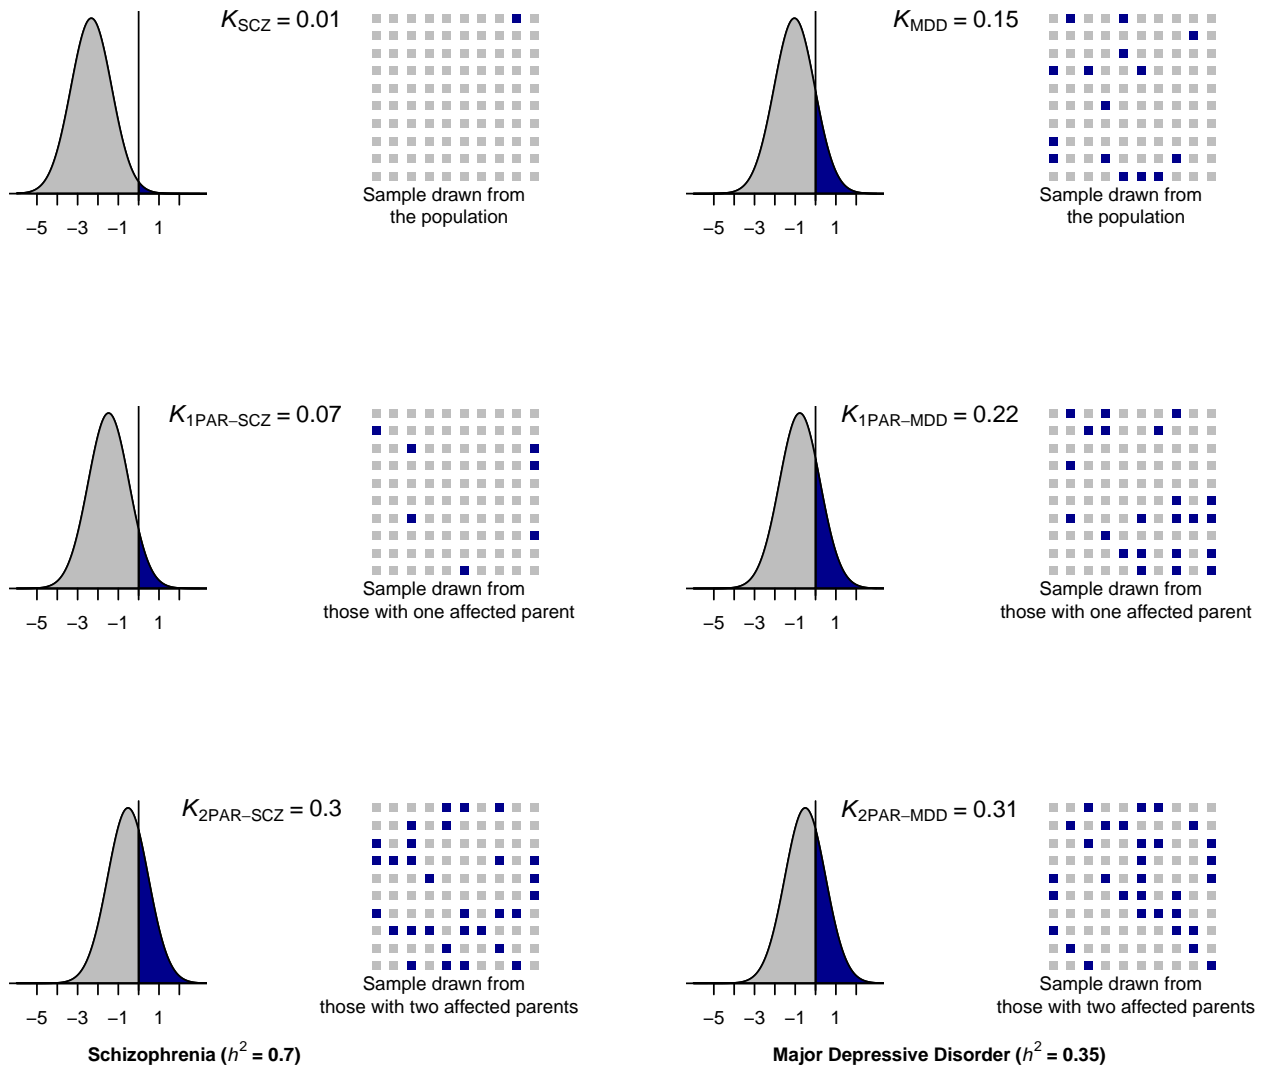 K_SCZ = 0.01
Sample drawn from
the population
−5 −3 −1 1
K_MDD = 0.15
Sample drawn from
the population
−5 −3 −1 1
K_1PAR−SCZ = 0.07
Sample drawn from
those with one affected parent
−5 −3 −1 1
K_1PAR−MDD = 0.22
Sample drawn from
those with one affected parent
−5 −3 −1 1
K_2PAR−SCZ = 0.3
Sample drawn from
those with two affected parents
−5 −3 −1 1
K_2PAR−MDD = 0.31
Sample drawn from
those with two affected parents
−5 −3 −1 1
Schizophrenia (h² = 0.7)
Major Depressive Disorder (h² = 0.35)